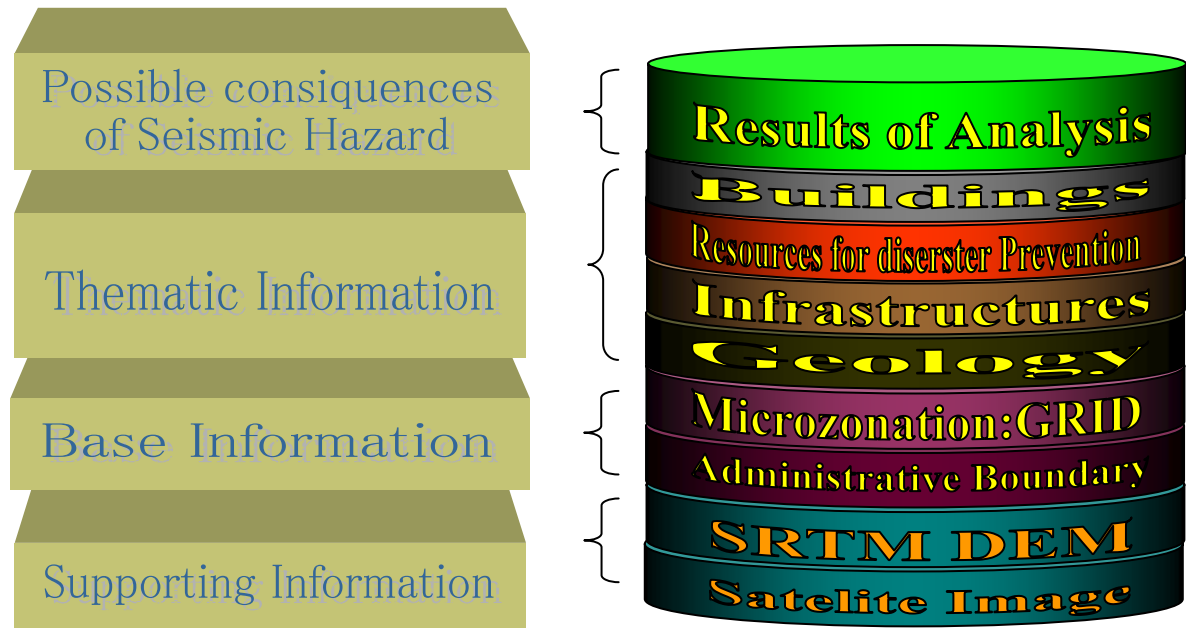 Possible consiquences
of Seismic Hazard
Thematic Information
Base Information
Supporting Information
Results of Analysis
Buildings
Resources for diserster Prevention
Infrastructures
Geology
Microzonation:GRID
Administrative Boundary
SRTM DEM
Satelite Image